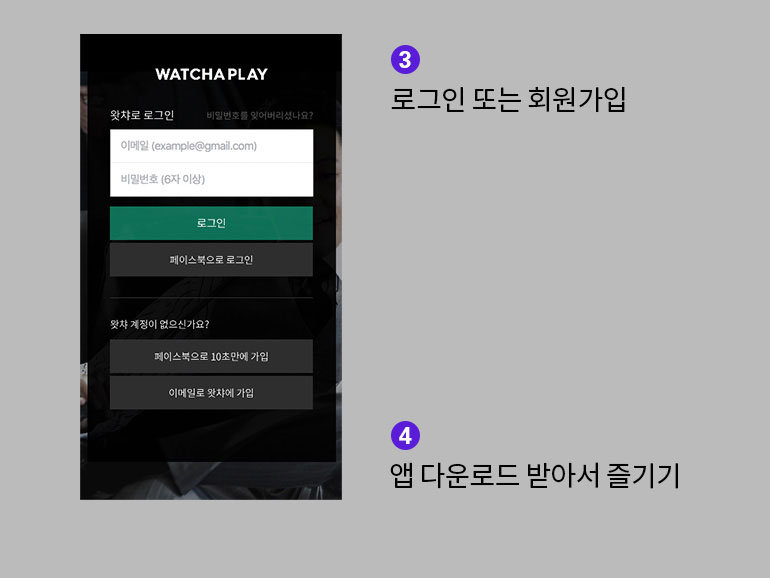 WATCHA PLAY
왓챠로 로그인 비밀번호를 잊어버리셨나요?
이메일 (example@gmail.com)
비밀번호 (6자 이상)
로그인
페이스북으로 로그인
왓챠 계정이 없으신가요?
페이스북으로 10초만에 가입
이메일로 왓챠에 가입
3
로그인 또는 회원가입
4
앱 다운로드 받아서 즐기기